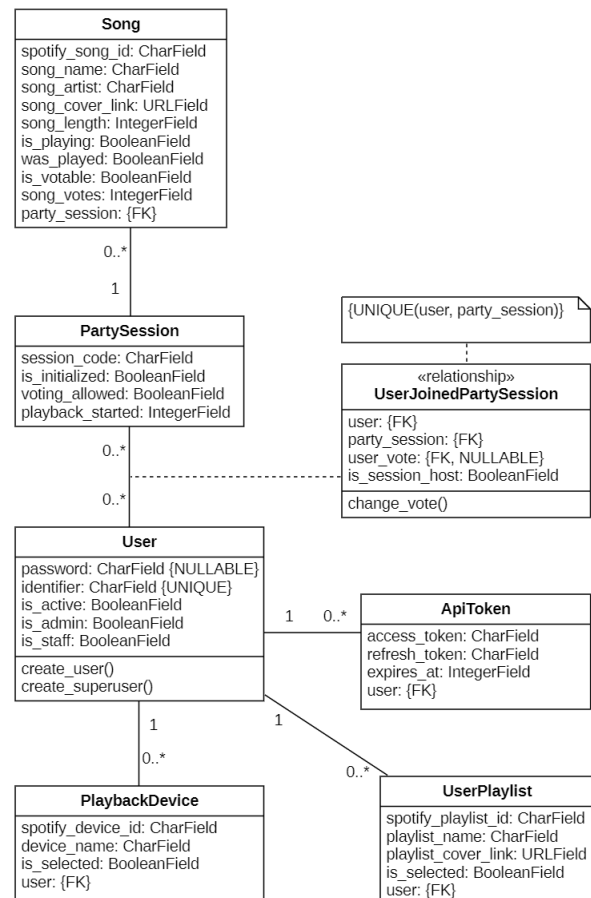 Song
spotify_song_id: CharField
song_name: CharField
song_artist: CharField
song_cover_link: URLField
song_length: IntegerField
is_playing: BooleanField
was_played: BooleanField
is_votable: BooleanField
song_votes: IntegerField
party_session: {FK}
0..*
1
PartySession
session_code: CharField
is_initialized: BooleanField
voting_allowed: BooleanField
playback_started: IntegerField
{UNIQUE(user, party_session)}
«relationship»
UserJoinedPartySession
user: {FK}
party_session: {FK}
user_vote: {FK, NULLABLE}
is_session_host: BooleanField
change_vote()
0..*
0..*
User
password: CharField {NULLABLE}
identifier: CharField {UNIQUE}
is_active: BooleanField
is_admin: BooleanField
is_staff: BooleanField
create_user()
create_superuser()
1 0..*
ApiToken
access_token: CharField
refresh_token: CharField
expires_at: IntegerField
user: {FK}
1
0..*
1
0..*
PlaybackDevice
spotify_device_id: CharField
device_name: CharField
is_selected: BooleanField
user: {FK}
UserPlaylist
spotify_playlist_id: CharField
playlist_name: CharField
playlist_cover_link: URLField
is_selected: BooleanField
user: {FK}